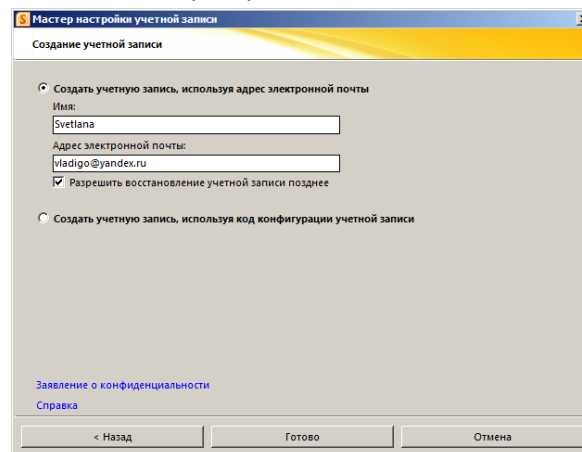 Мастер настройки учетной записи
Создание учетной записи
Создать учетную запись, используя адрес электронной почты
Имя:
Svetlana
Адрес электронной почты:
vladigo@yandex.ru
Разрешить восстановление учетной записи позднее
Создать учетную запись, используя код конфигурации учетной записи
Заявление о конфиденциальности
Справка
< Назад Готово Отмена